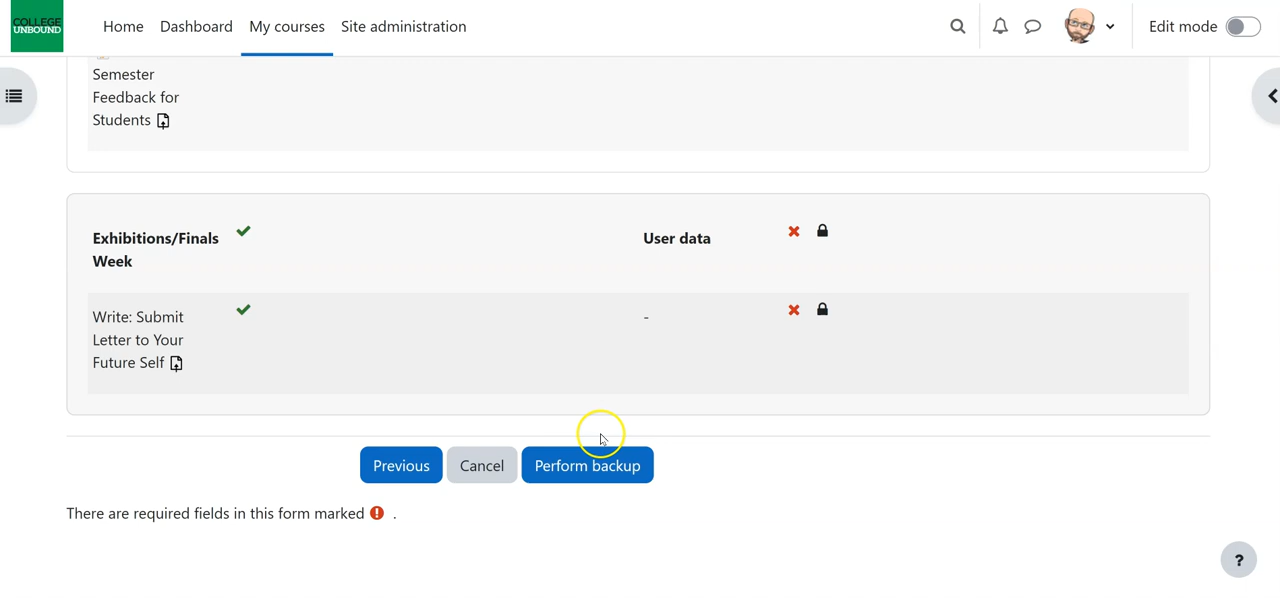 COLLEGE
UNBOUND
Home Dashboard My courses Site administration Edit mode
Semester
Feedback for
Students
Exhibitions/Finals
Week
User data
Write: Submit
Letter to Your
Future Self
-
Previous Cancel Perform backup
There are required fields in this form marked ! .
?